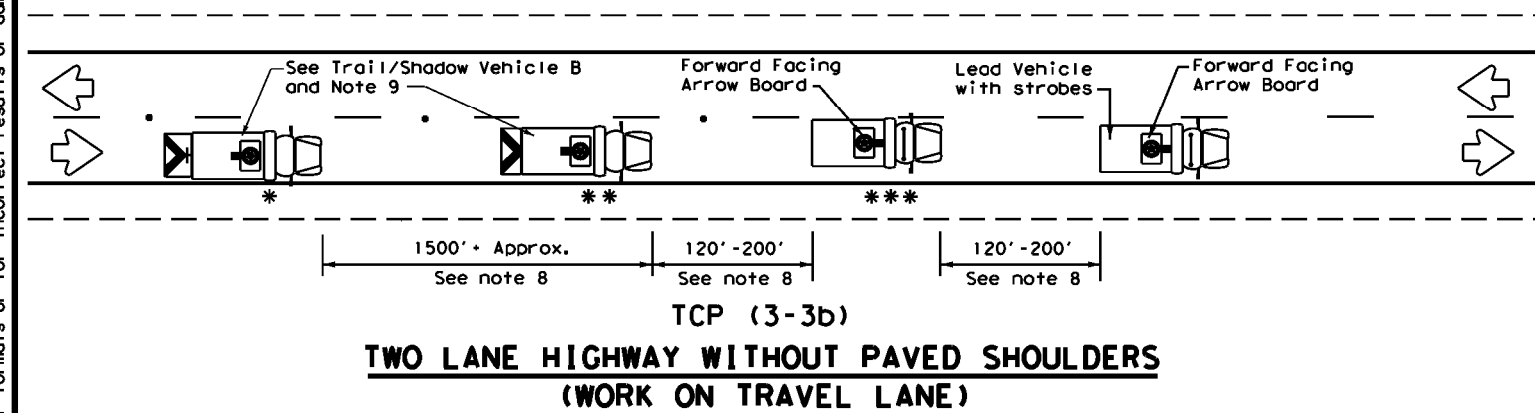 See Trail/Shadow Vehicle B
and Note 9
Forward Facing
Arrow Board
Lead Vehicle
with strobes
Forward Facing
Arrow Board
*
**
***
1500'+ Approx.
See note 8
120'-200'
See note 8
120'-200'
See note 8
TCP (3-3b)
TWO LANE HIGHWAY WITHOUT PAVED SHOULDERS
(WORK ON TRAVEL LANE)